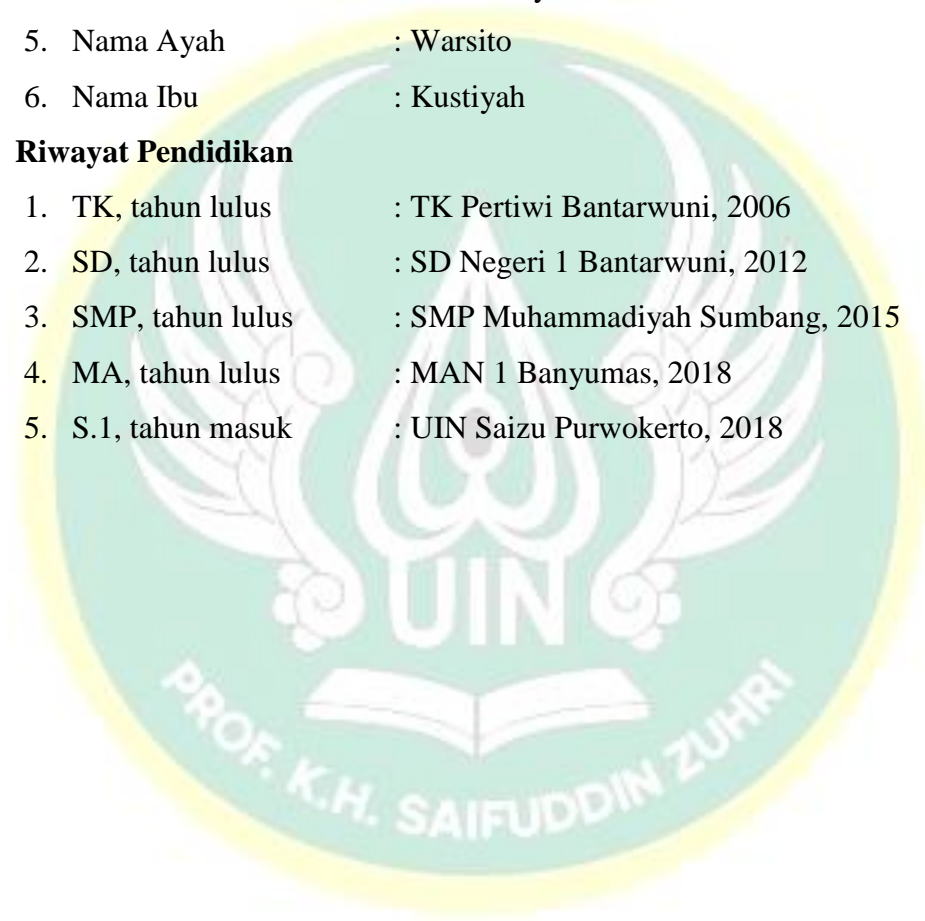 5. Nama Ayah : Warsito
6. Nama Ibu : Kustiyah
Riwayat Pendidikan
1. TK, tahun lulus : TK Pertiwi Bantarwuni, 2006
2. SD, tahun lulus : SD Negeri 1 Bantarwuni, 2012
3. SMP, tahun lulus : SMP Muhammadiyah Sumbang, 2015
4. MA, tahun lulus : MAN 1 Banyumas, 2018
5. S.1, tahun masuk : UIN Saizu Purwokerto, 2018
UIN
PROF. K.H. SAIFUDDIN ZUHRI